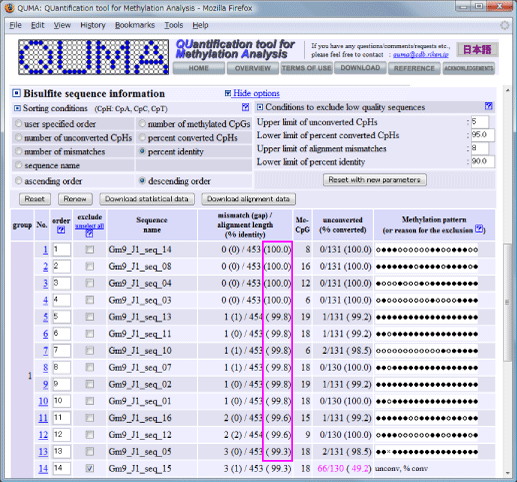 QUMA: QUantification tool for Methylation Analysis - Mozilla Firefox
File Edit View History Bookmarks Tools Help
QUMA
QUantification tool for
Methylation Analysis
If you have any questions/comments/requests etc.,
please feel free to contact : quma@cdb.riken.jp
日本語
HOME OVERVIEW TERMS OF USE DOWNLOAD REFERENCE ACKNOWLEDGEMENTS
Bisulfite sequence information Hide options
Sorting conditions (CpH: CpA, CpC, CpT) ?
user specified order number of methylated CpGs
number of unconverted CpHs percent converted CpHs
number of mismatches percent identity
sequence name
ascending order descending order
Conditions to exclude low quality sequences ?
Upper limit of unconverted CpHs : 5
Lower limit of percent converted CpHs : 95.0
Upper limit of alignment mismatches : 8
Lower limit of percent identity : 90.0
Reset with new parameters
Reset Renew Download statistical data Download alignment data
group No. order ? exclude unselect all ? Sequence name mismatch (gap) / alignment length (% identity) Me-CpG unconverted (% converted) Methylation pattern (or reason for the exclusion ?)
1
1 1 Gm9_J1_seq_14 0 (0) / 453 (100.0) 8 0/131 (100.0)
2 2 Gm9_J1_seq_08 0 (0) / 453 (100.0) 16 0/131 (100.0)
3 3 Gm9_J1_seq_04 0 (0) / 453 (100.0) 12 0/131 (100.0)
4 4 Gm9_J1_seq_03 0 (0) / 453 (100.0) 6 0/131 (100.0)
5 5 Gm9_J1_seq_13 1 (1) / 454 ( 99.8) 19 1/131 ( 99.2)
6 6 Gm9_J1_seq_11 1 (0) / 453 ( 99.8) 18 1/131 ( 99.2)
7 7 Gm9_J1_seq_10 1 (1) / 453 ( 99.8) 6 2/131 ( 98.5)
8 8 Gm9_J1_seq_07 1 (1) / 453 ( 99.8) 18 0/130 (100.0)
9 9 Gm9_J1_seq_02 1 (0) / 453 ( 99.8) 19 1/131 ( 99.2)
10 10 Gm9_J1_seq_01 1 (0) / 453 ( 99.8) 18 0/131 (100.0)
11 11 Gm9_J1_seq_16 2 (0) / 453 ( 99.6) 15 1/131 ( 99.2)
12 12 Gm9_J1_seq_12 2 (2) / 454 ( 99.6) 9 0/130 (100.0)
13 13 Gm9_J1_seq_05 3 (0) / 453 ( 99.3) 18 2/131 ( 98.5)
14 14 Gm9_J1_seq_15 3 (1) / 454 ( 99.3) 18 66/130 ( 49.2) unconv, % conv